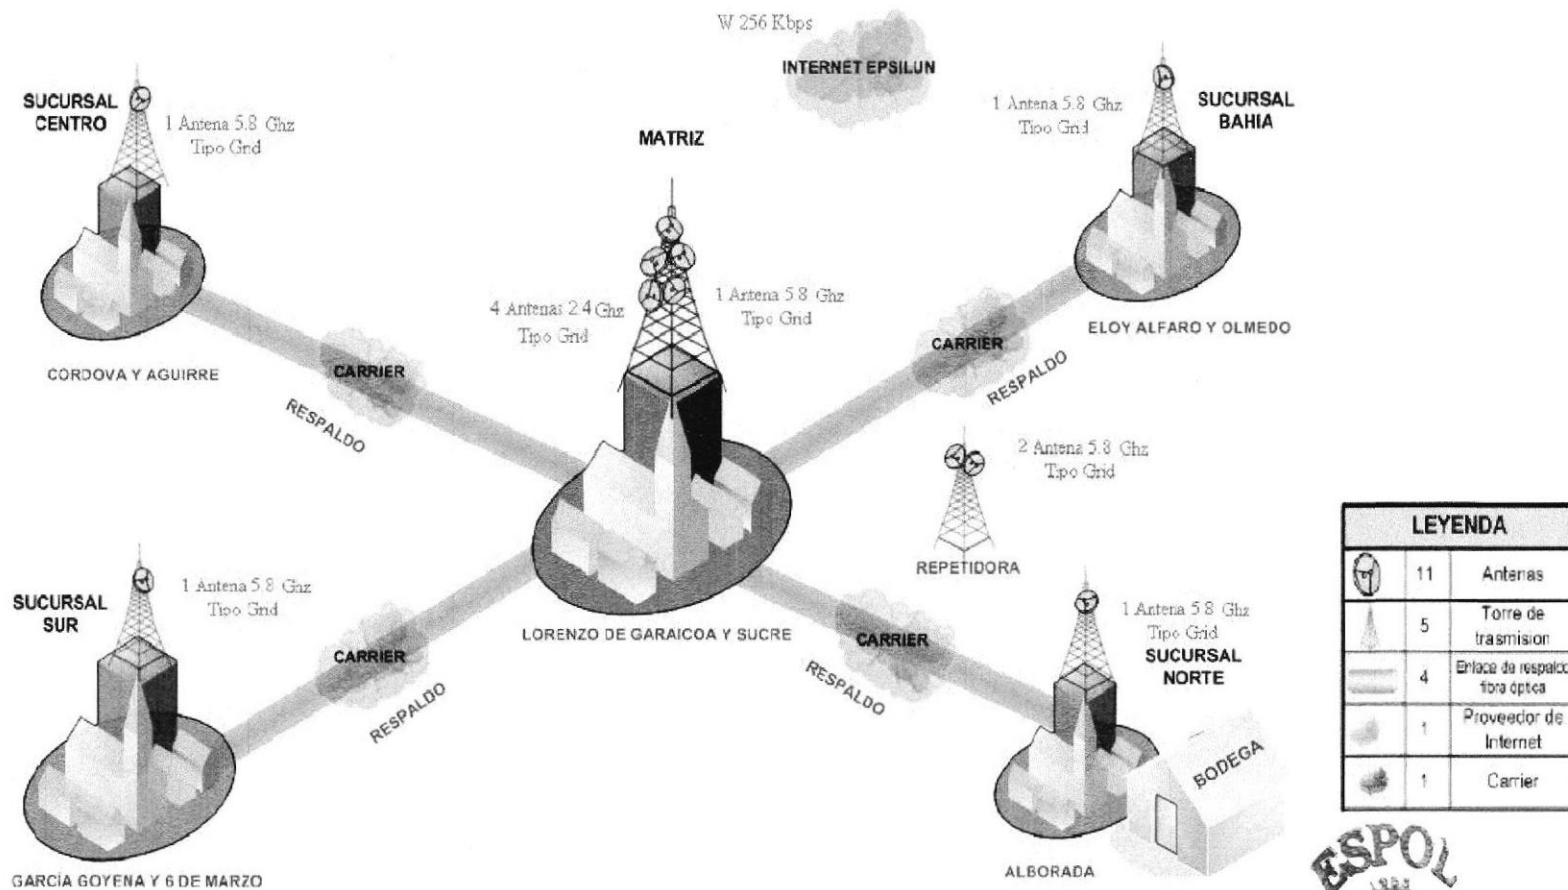 W 256 Kbps
INTERNET EPSILUN
SUCURSAL
CENTRO
1 Antena 5.8 Ghz
Tipo Grid
CORDOVA Y AGUIRRE
MATRIZ
4 Antenas 2.4 Ghz
Tipo Grid
1 Antena 5.8 Ghz
Tipo Grid
LORENZO DE GARAICOA Y SUCRE
1 Antena 5.8 Ghz
Tipo Grid
SUCURSAL
BAHIA
ELOY ALFARO Y OLMEDO
CARRIER
RESPALDO
CARRIER
RESPALDO
2 Antena 5.8 Ghz
Tipo Grid
REPETIDORA
SUCURSAL
SUR
1 Antena 5.8 Ghz
Tipo Grid
GARCÍA GOYENA Y 6 DE MARZO
CARRIER
RESPALDO
CARRIER
RESPALDO
1 Antena 5.8 Ghz
Tipo Grid
SUCURSAL
NORTE
BODEGA
ALBORADA
LEYENDA
11 Antenas
5 Torre de
trasmision
4 Enlace de respaldo
fibra óptica
1 Proveedor de
Internet
1 Carrier
ESPOL